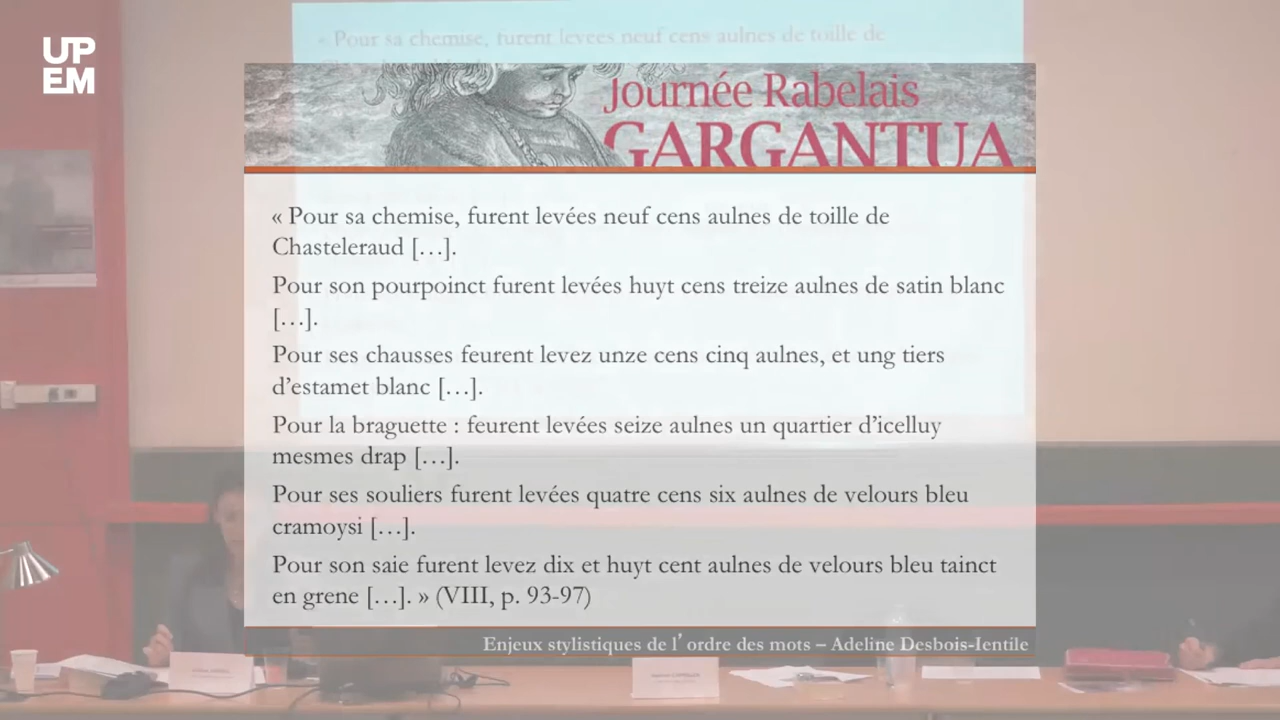 UP
EM
« Pour sa chemise, furent levées neuf cens aulnes de toille de
Journée Rabelais
GARGANTUA
« Pour sa chemise, furent levées neuf cens aulnes de toille de
Chasteleraud […].
Pour son pourpoinct furent levées huyt cens treize aulnes de satin blanc
[…].
Pour ses chausses feurent levez unze cens cinq aulnes, et ung tiers
d’estamet blanc […].
Pour la braguette : feurent levées seize aulnes un quartier d’icelluy
mesmes drap […].
Pour ses souliers furent levées quatre cens six aulnes de velours bleu
cramoysi […].
Pour son saie furent levez dix et huyt cent aulnes de velours bleu tainct
en grene […]. » (VIII, p. 93-97)
Enjeux stylistiques de l’ordre des mots – Adeline Desbois-Ientile